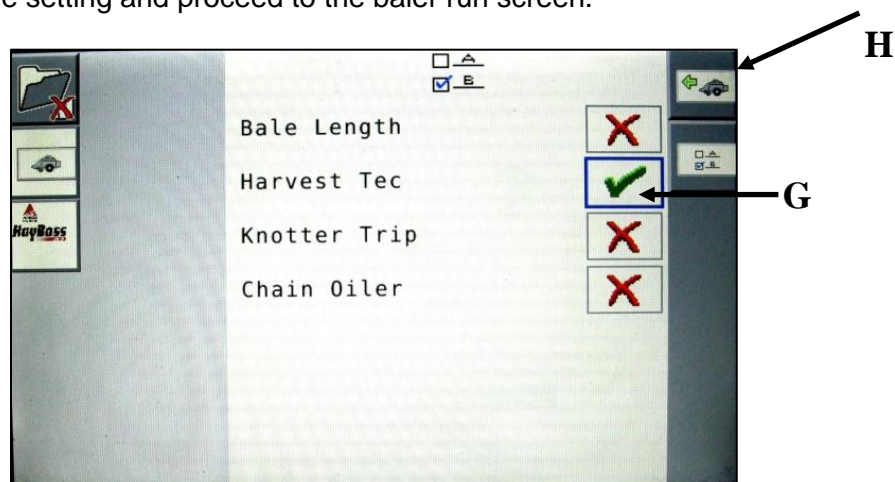 e setting and proceed to the baler run screen.
H
A
B
Bale Length
A
B
Harvest Tec
G
HayBoss
Knotter Trip
Chain Oiler